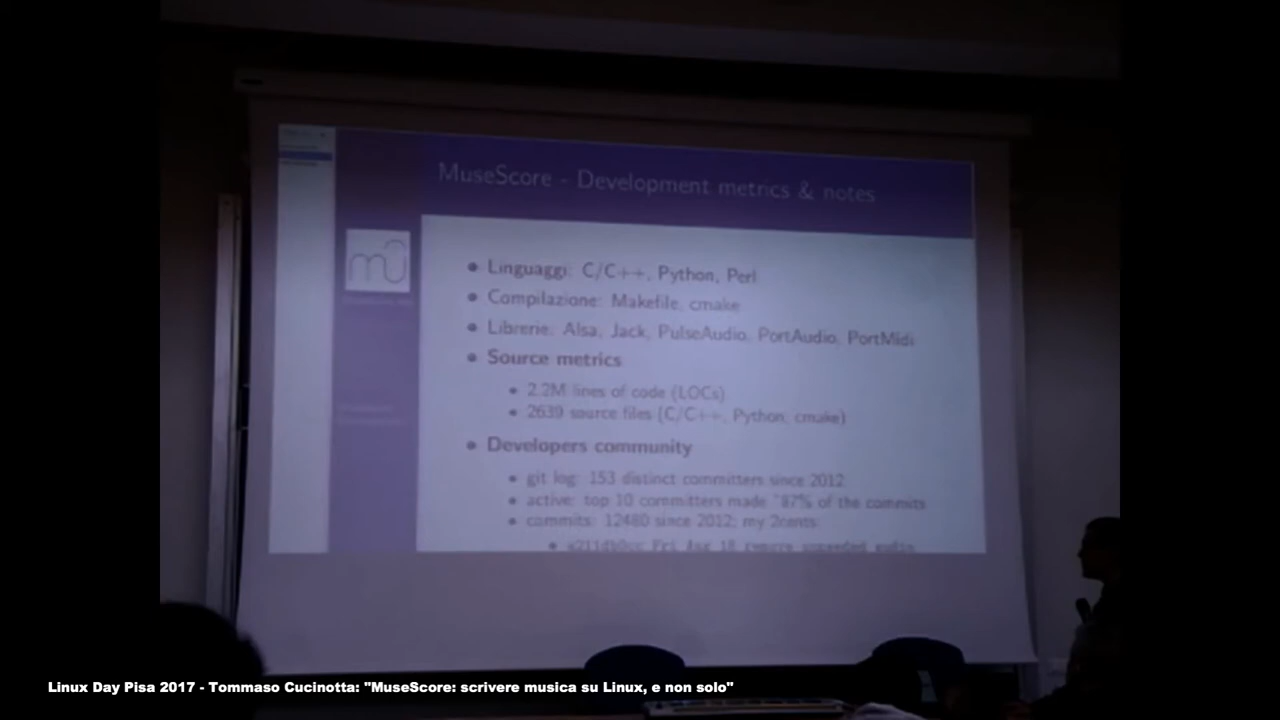 MuseScore - Development metrics & notes
mu
Linguaggi: C/C++, Python, Perl
Compilazione: Makefile, cmake
Librerie: Alsa, Jack, PulseAudio, PortAudio, PortMidi
Source metrics
2.2M lines of code (LOCs)
2639 source files (C/C++, Python, cmake)
Developers community
git log: 153 distinct committers since 2012
active: top 10 committers made ~87% of the commits
commits: 12480 since 2012; my 2cents:
Fri
Linux Day Pisa 2017 - Tommaso Cucinotta: "MuseScore: scrivere musica su Linux, e non solo"